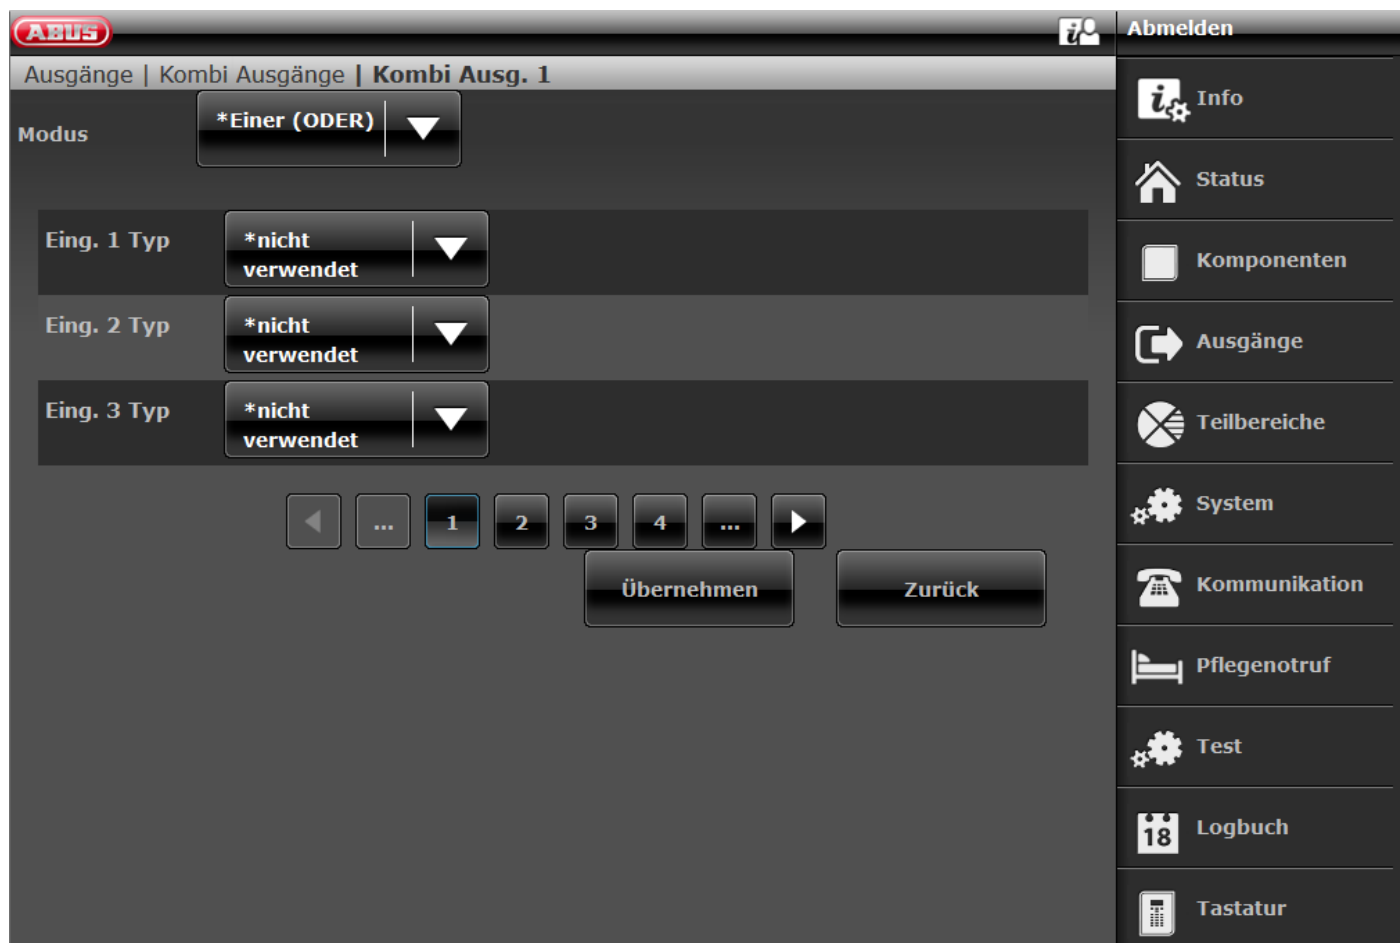 ABUS
Abmelden
Ausgänge | Kombi Ausgänge | Kombi Ausg. 1
Modus
*Einer (ODER)
Eing. 1 Typ
*nicht
verwendet
Eing. 2 Typ
*nicht
verwendet
Eing. 3 Typ
*nicht
verwendet
... 1 2 3 4 ...
Übernehmen
Zurück
Info
Status
Komponenten
Ausgänge
Teilbereiche
System
Kommunikation
Pflegenotruf
Test
18
Logbuch
Tastatur